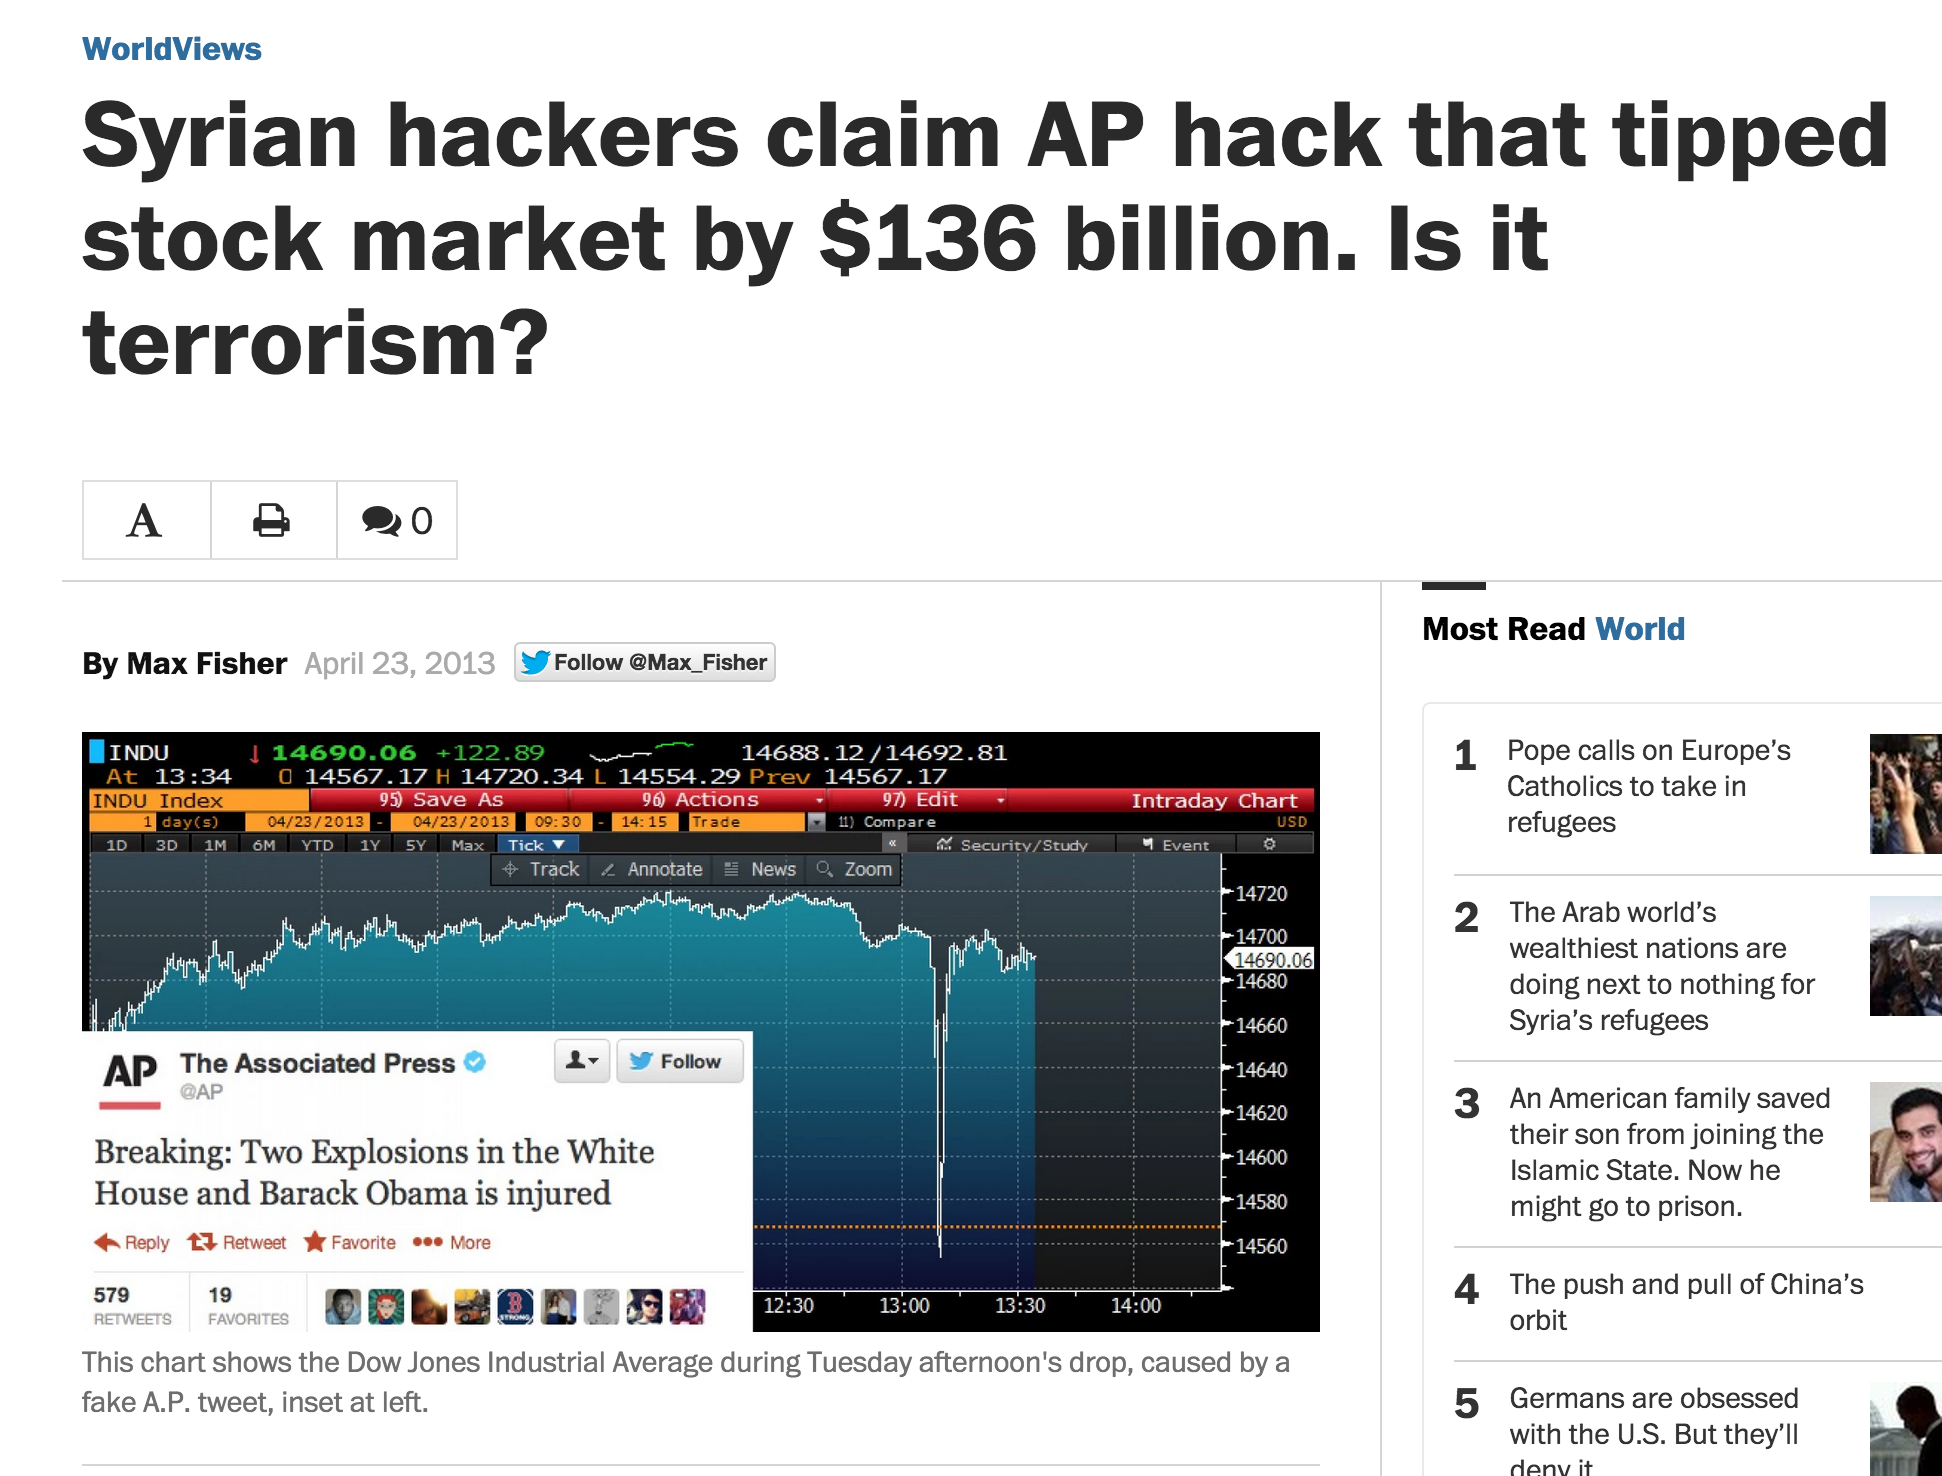 WorldViews
Syrian hackers claim AP hack that tipped
stock market by $136 billion. Is it
terrorism?
A
0
By Max Fisher April 23, 2013 Follow @Max_Fisher
INDU ↓ 14690.06 +122.89 14688.12/14692.81
At 13:34 O 14567.17 H 14720.34 L 14554.29 Prev 14567.17
INDU Index 95) Save As 96) Actions 97) Edit Intraday Chart
1 day(s) 04/23/2013 - 04/23/2013 09:30 - 14:15 Trade 11) Compare USD
1D 3D 1M 6M YTD 1Y 5Y Max Tick ▼ « Security/Study Event
Track Annotate News Zoom
14720
14700
14690.06
14680
14660
14640
14620
14600
14580
14560
12:30 13:00 13:30 14:00
AP The Associated Press
@AP
Follow
Breaking: Two Explosions in the White
House and Barack Obama is injured
Reply Retweet Favorite More
579 19
RETWEETS FAVORITES
B
STRONG
This chart shows the Dow Jones Industrial Average during Tuesday afternoon's drop, caused by a
fake A.P. tweet, inset at left.
Most Read World
1 Pope calls on Europe's
Catholics to take in
refugees
2 The Arab world's
wealthiest nations are
doing next to nothing for
Syria's refugees
3 An American family saved
their son from joining the
Islamic State. Now he
might go to prison.
4 The push and pull of China's
orbit
5 Germans are obsessed
with the U.S. But they'll
deny it